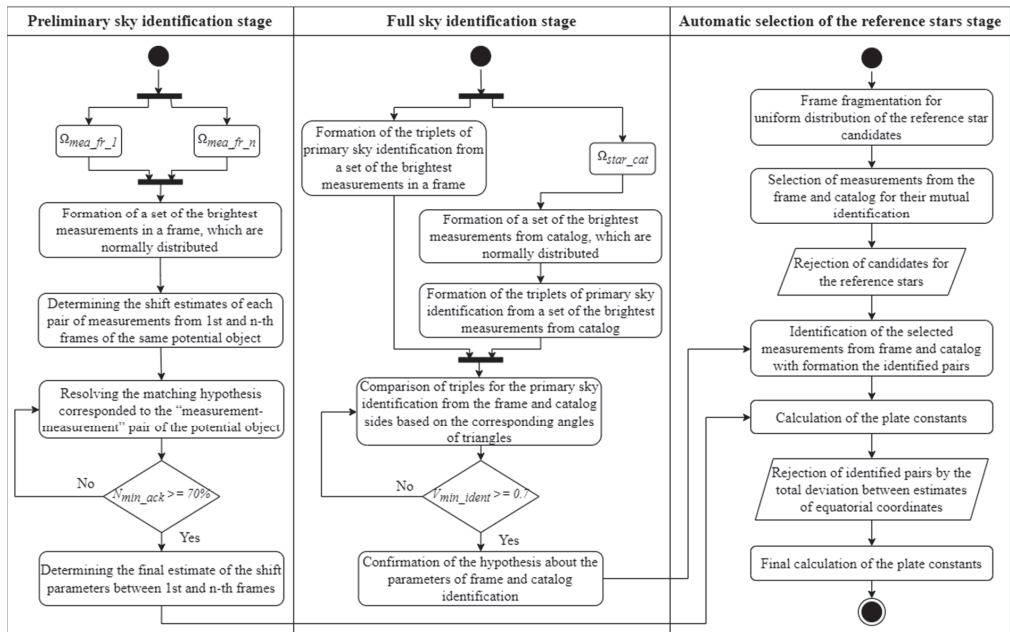 Preliminary sky identification stage
Ω_mea_fr_1
Ω_mea_fr_n
Formation of a set of the brightest
measurements in a frame, which are
normally distributed
Determining the shift estimates of each
pair of measurements from 1st and n-th
frames of the same potential object
Resolving the matching hypothesis
corresponded to the “measurement-
measurement” pair of the potential object
No
N_min_ack >= 70%
Yes
Determining the final estimate of the shift
parameters between 1st and n-th frames
Full sky identification stage
Formation of the triplets of
primary sky identification from
a set of the brightest
measurements in a frame
Ω_star_cat
Formation of a set of the brightest
measurements from catalog, which are
normally distributed
Formation of the triplets of primary sky
identification from a set of the brightest
measurements from catalog
Comparison of triples for the primary sky
identification from the frame and catalog
sides based on the corresponding angles
of triangles
No
V_min_ident >= 0.7
Yes
Confirmation of the hypothesis about the
parameters of frame and catalog
identification
Automatic selection of the reference stars stage
Frame fragmentation for
uniform distribution of the reference star
candidates
Selection of measurements from the
frame and catalog for their mutual
identification
Rejection of candidates for
the reference stars
Identification of the selected
measurements from frame and catalog
with formation the identified pairs
Calculation of the plate constants
Rejection of identified pairs by the
total deviation between estimates
of equatorial coordinates
Final calculation of the plate constants